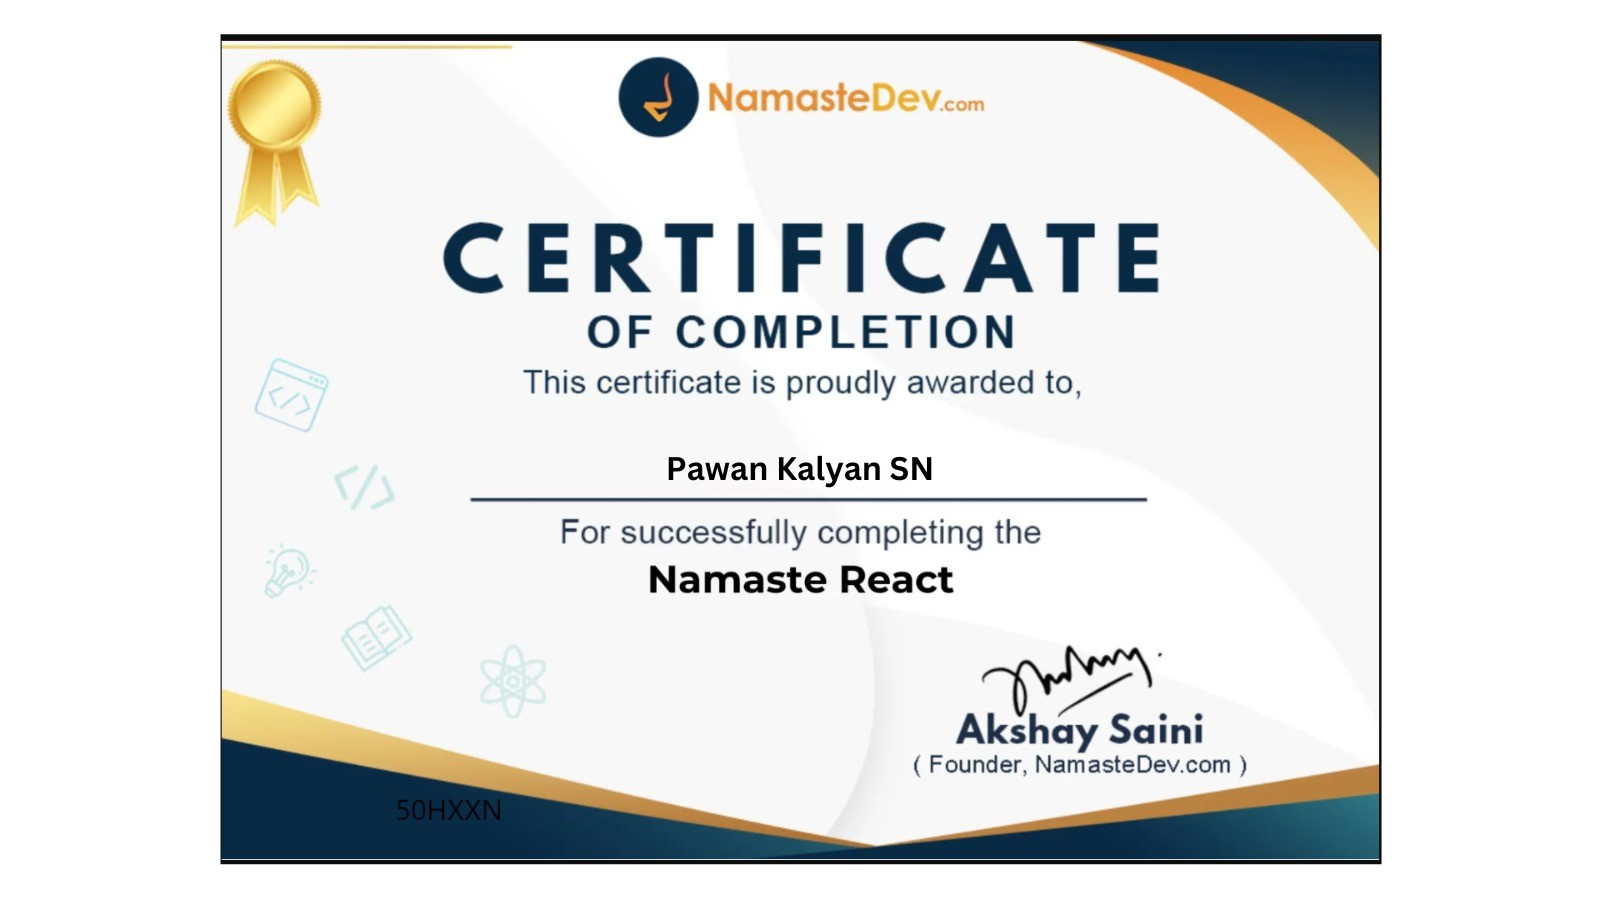 NamasteDev.com
CERTIFICATE
OF COMPLETION
This certificate is proudly awarded to,
Pawan Kalyan SN
For successfully completing the
Namaste React
Akshay Saini
( Founder, NamasteDev.com )
50HXXN